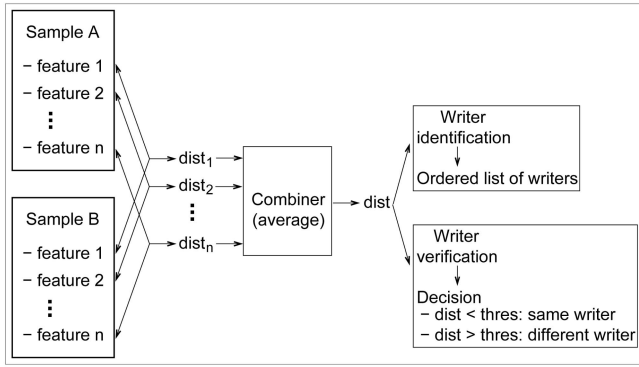 Sample A
– feature 1
– feature 2
⋮
– feature n
Sample B
– feature 1
– feature 2
⋮
– feature n
dist1
dist2
⋮
distn
Combiner
(average)
dist
Writer
identification
Ordered list of writers
Writer
verification
Decision
– dist < thres: same writer
– dist > thres: different writer